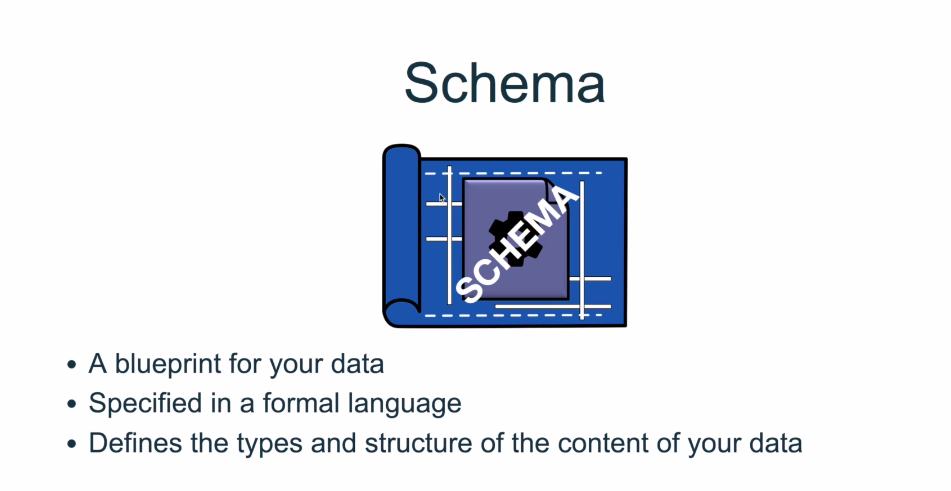 Schema
SCHEMA
• A blueprint for your data
• Specified in a formal language
• Defines the types and structure of the content of your data